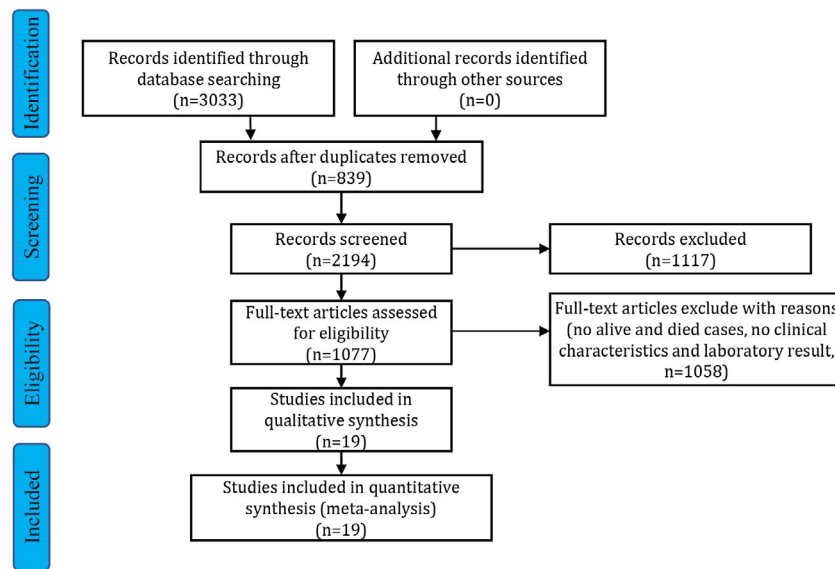 Identification
Records identified through
database searching
(n=3033)
Additional records identified
through other sources
(n=0)
Screening
Records after duplicates removed
(n=839)
Records screened
(n=2194)
Records excluded
(n=1117)
Eligibility
Full-text articles assessed
for eligibility
(n=1077)
Full-text articles exclude with reasons
(no alive and died cases, no clinical
characteristics and laboratory result,
n=1058)
Studies included in
qualitative synthesis
(n=19)
Included
Studies included in quantitative
synthesis (meta-analysis)
(n=19)